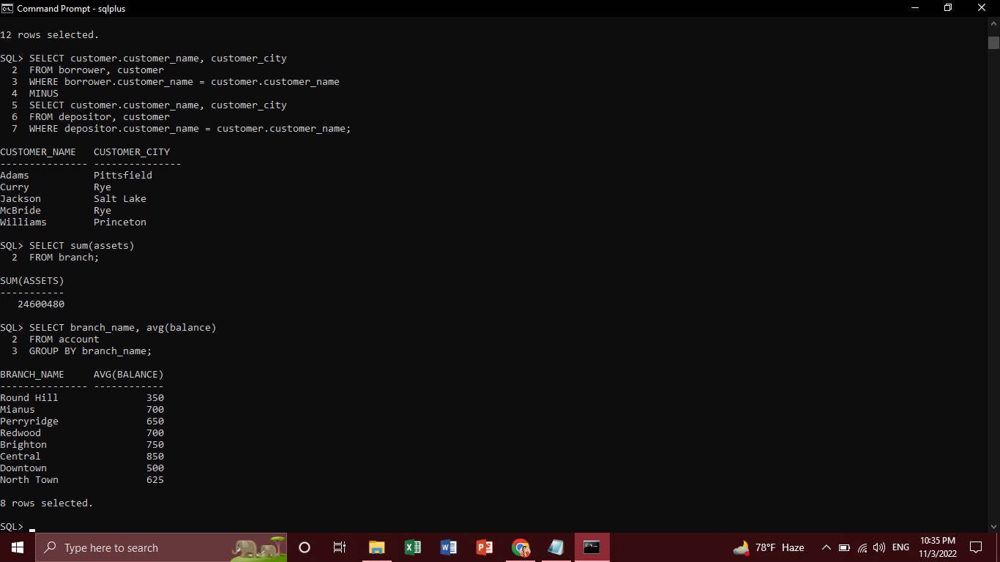 Command Prompt - sqlplus
12 rows selected.
SQL> SELECT customer.customer_name, customer_city
  2  FROM borrower, customer
  3  WHERE borrower.customer_name = customer.customer_name
  4  MINUS
  5  SELECT customer.customer_name, customer_city
  6  FROM depositor, customer
  7  WHERE depositor.customer_name = customer.customer_name;
CUSTOMER_NAME   CUSTOMER_CITY
--------------- ---------------
Adams           Pittsfield
Curry           Rye
Jackson         Salt Lake
McBride         Rye
Williams        Princeton
SQL> SELECT sum(assets)
  2  FROM branch;
SUM(ASSETS)
-----------
   24600480
SQL> SELECT branch_name, avg(balance)
  2  FROM account
  3  GROUP BY branch_name;
BRANCH_NAME     AVG(BALANCE)
--------------- ------------
Round Hill               350
Mianus                   700
Perryridge               650
Redwood                  700
Brighton                 750
Central                  850
Downtown                 500
North Town               625
8 rows selected.
SQL>
Type here to search
78°F Haze
ENG
10:35 PM
11/3/2022